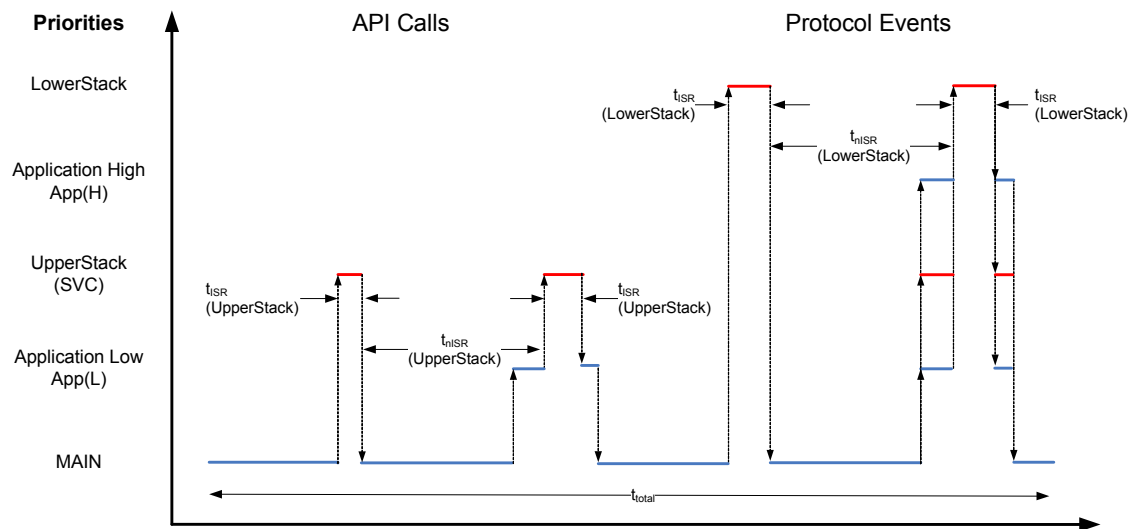 Priorities
API Calls
Protocol Events
LowerStack
tISR
(LowerStack)
tISR
(LowerStack)
tnISR
(LowerStack)
Application High
App(H)
UpperStack
(SVC)
tISR
(UpperStack)
tISR
(UpperStack)
tnISR
(UpperStack)
Application Low
App(L)
MAIN
ttotal